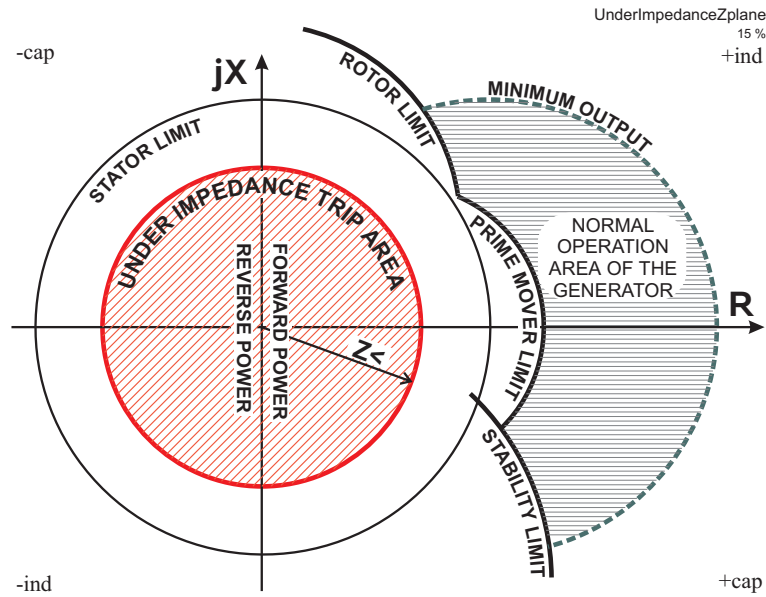 UnderImpedanceZplane
15 %
-cap
+ind
jX
ROTOR LIMIT
MINIMUM OUTPUT
STATOR LIMIT
UNDER IMPEDANCE TRIP AREA
PRIME MOVER LIMIT
NORMAL
OPERATION
AREA OF THE
GENERATOR
R
FORWARD POWER
REVERSE POWER
Z<
STABILITY LIMIT
-ind
+cap